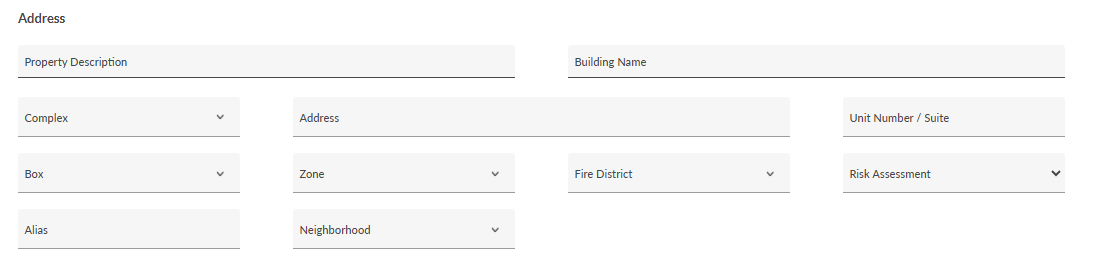 Address
Property Description
Building Name
Complex
Address
Unit Number / Suite
Box
Zone
Fire District
Risk Assessment
Alias
Neighborhood